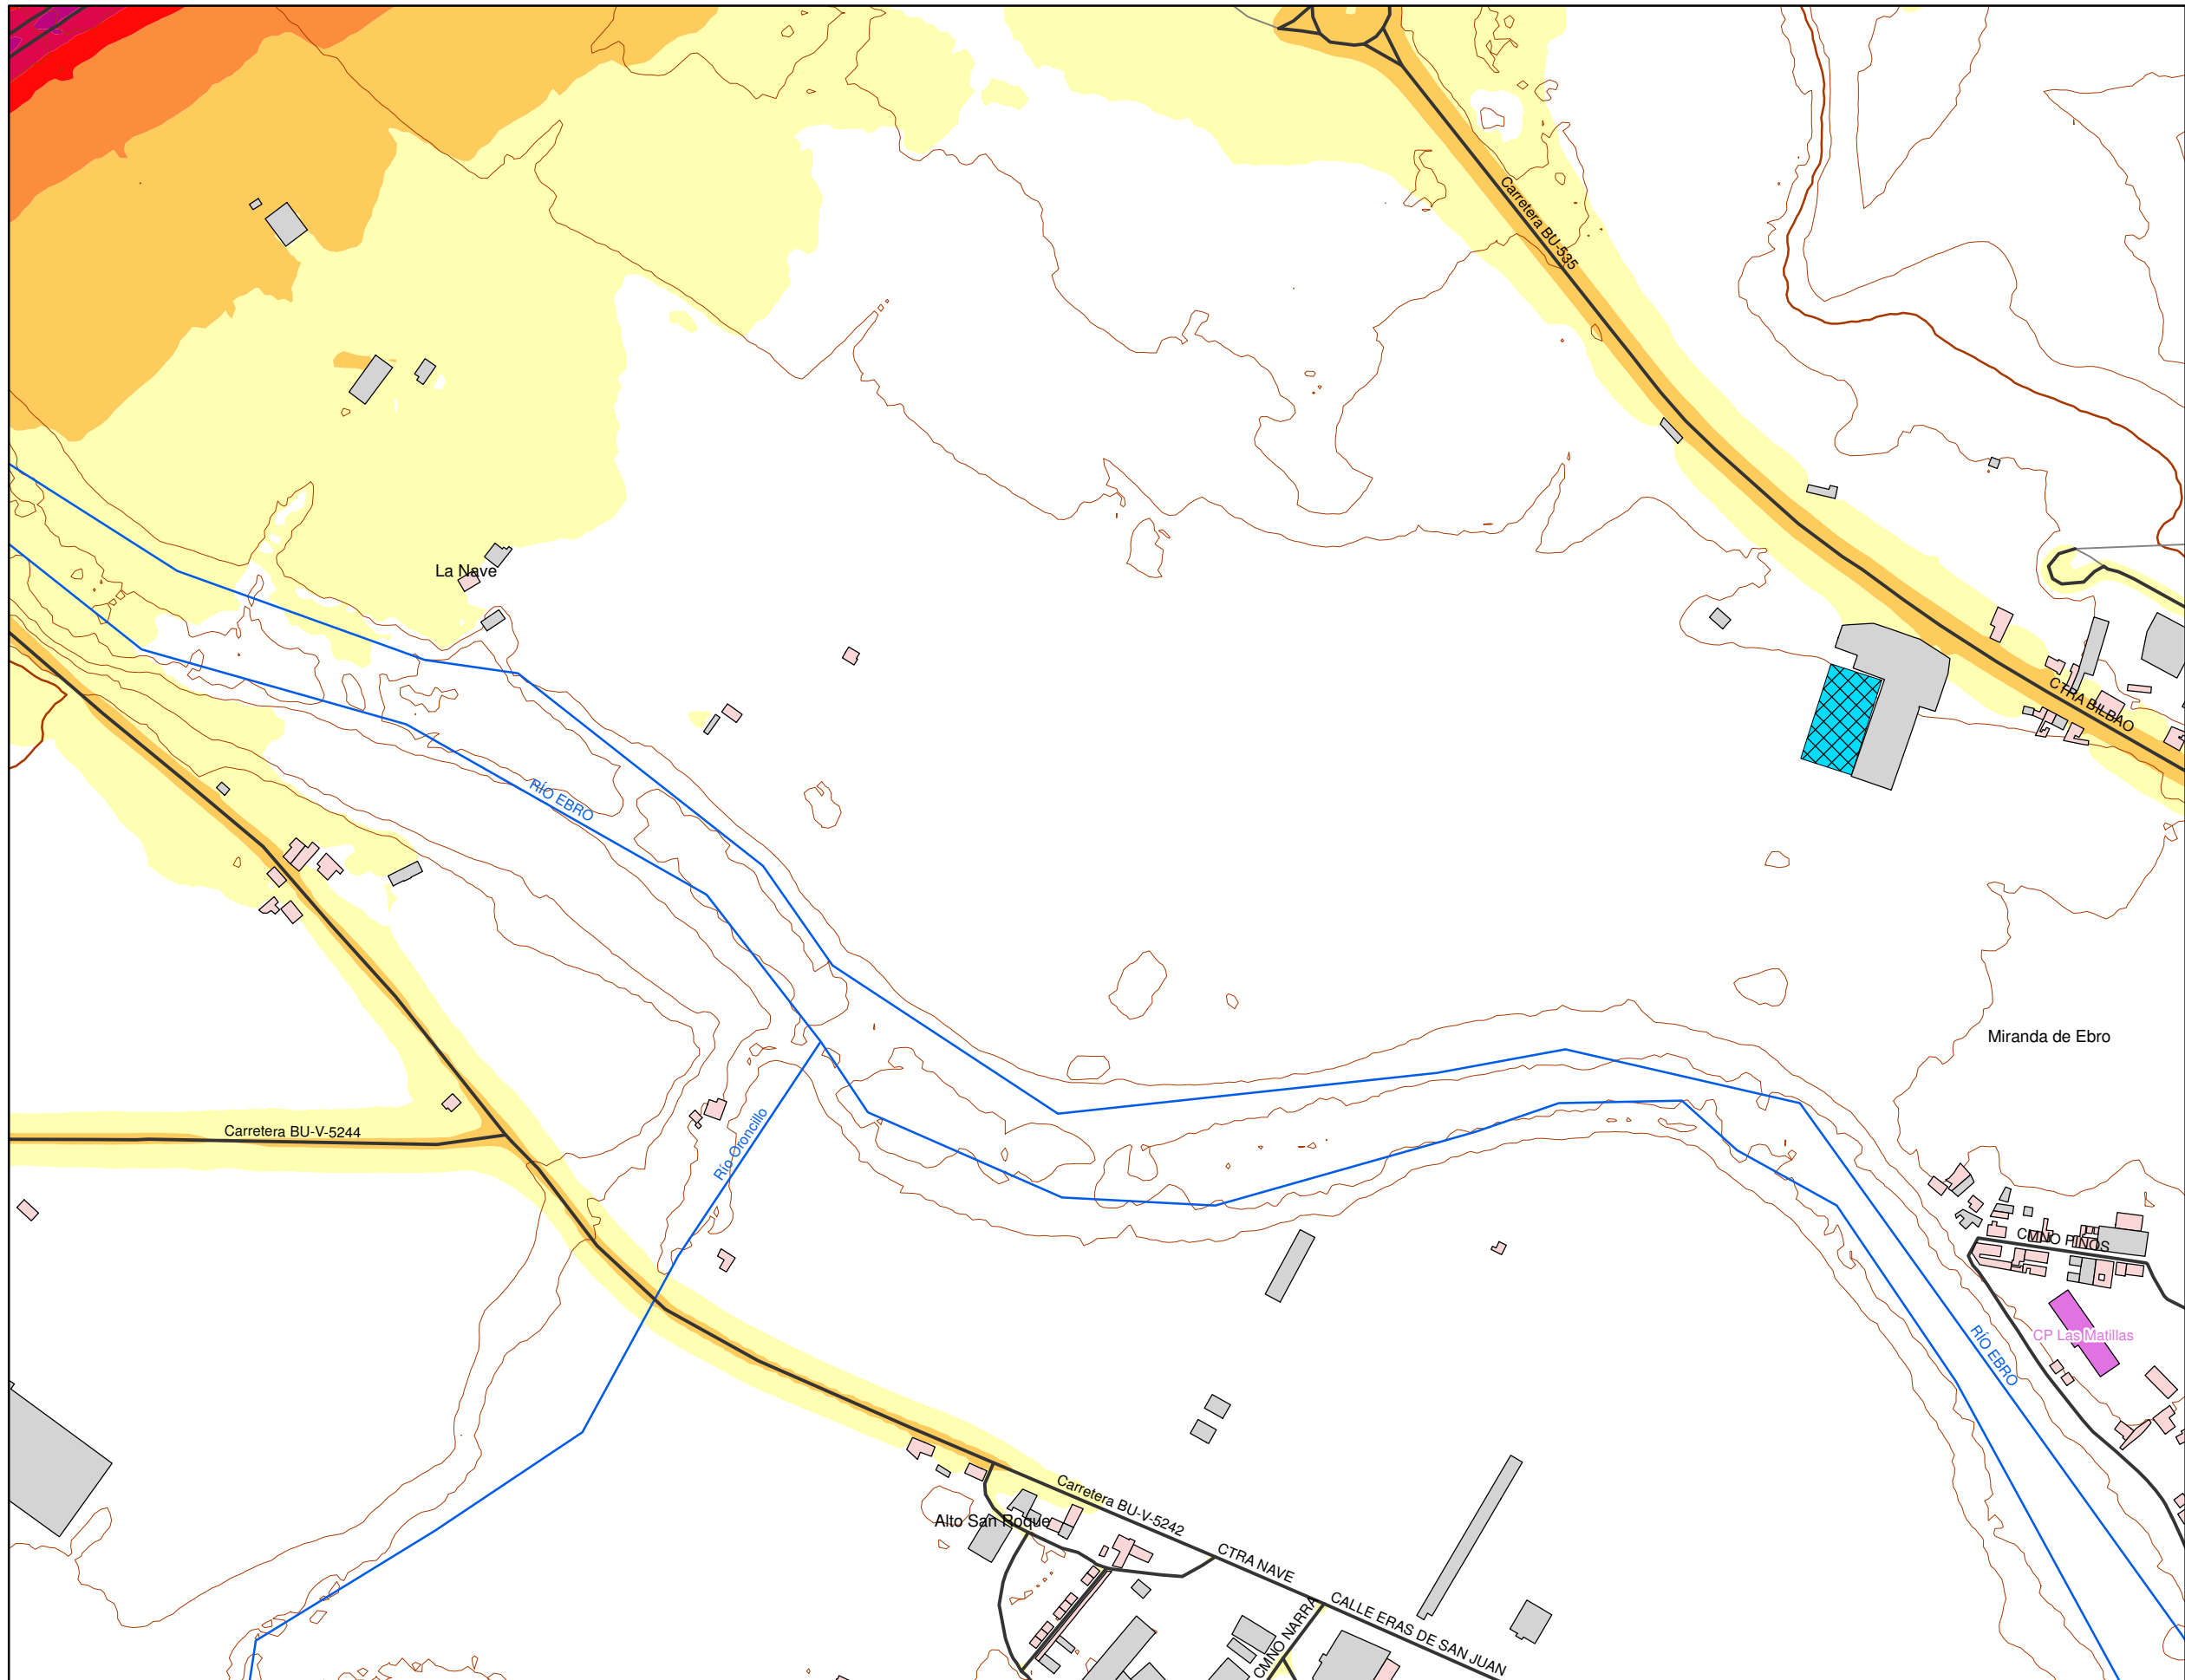 Carretera BU-535
La Nave
CTRA BILBAO
RÍO EBRO
Miranda de Ebro
Carretera BU-V-5244
Río Oroncillo
CMNO PINOS
CP Las Matillas
RÍO EBRO
Carretera BU-V-5242
Alto San Roque
CTRA NAVE
CALLE ERAS DE SAN JUAN
CMNO NARRA